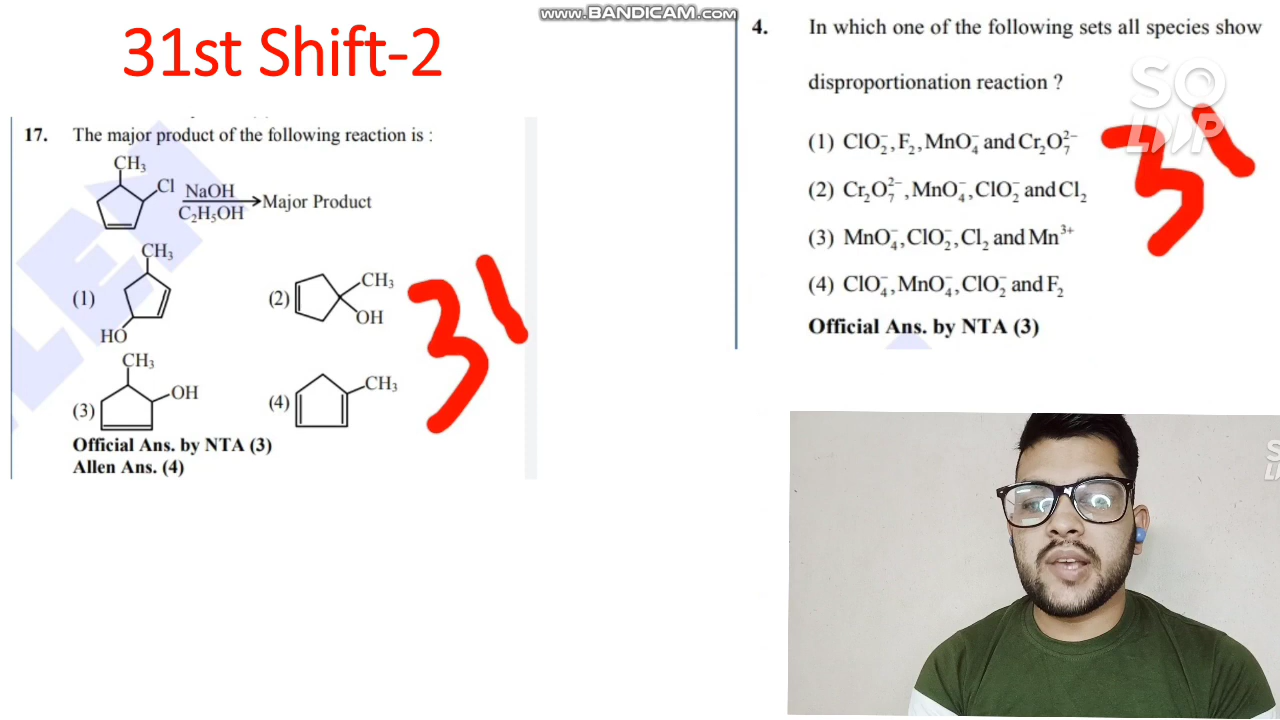 www.BANDICAM.com
31st Shift-2
17. The major product of the following reaction is :
CH₃
Cl
NaOH
C₂H₅OH
Major Product
(1)
CH₃
HO
(2)
CH₃
OH
(3)
CH₃
OH
(4)
CH₃
Official Ans. by NTA (3)
Allen Ans. (4)
31
4. In which one of the following sets all species show
disproportionation reaction ?
(1) ClO₂⁻, F₂, MnO₄⁻ and Cr₂O₇²⁻
(2) Cr₂O₇²⁻, MnO₄⁻, ClO₂⁻ and Cl₂
(3) MnO₄⁻, ClO₂⁻, Cl₂ and Mn³⁺
(4) ClO₄⁻, MnO₄⁻, ClO₂⁻ and F₂
Official Ans. by NTA (3)
31
SO
L
P